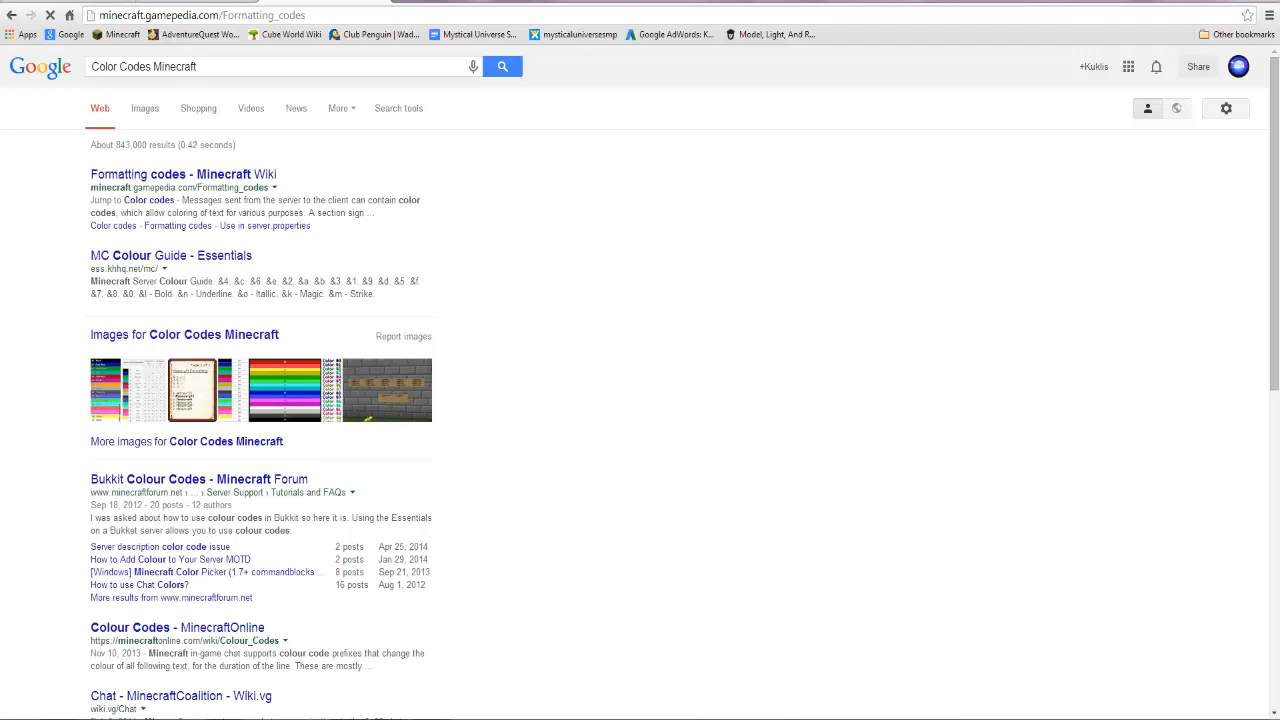 minecraft.gamepedia.com/Formatting_codes
Apps Google Minecraft AdventureQuest Wo... Cube World Wiki Club Penguin | Wad... Mystical Universe S... mysticaluniversesmp Google AdWords: K... Model, Light, And R... Other bookmarks
Google Color Codes Minecraft +Kuklis Share
Web Images Shopping Videos News More Search tools
About 843,000 results (0.42 seconds)
Formatting codes - Minecraft Wiki
minecraft.gamepedia.com/Formatting_codes
Jump to Color codes - Messages sent from the server to the client can contain color
codes, which allow coloring of text for various purposes. A section sign ...
Color codes - Formatting codes - Use in server.properties
MC Colour Guide - Essentials
ess.khhq.net/mc/
Minecraft Server Colour Guide. &4. &c. &6. &e. &2. &a. &b. &3. &1. &9. &d. &5. &f.
&7. &8. &0. &l - Bold. &n - Underline. &o - Itallic. &k - Magic. &m - Strike.
Images for Color Codes Minecraft Report images
More images for Color Codes Minecraft
Bukkit Colour Codes - Minecraft Forum
www.minecraftforum.net › ... › Server Support › Tutorials and FAQs
Sep 18, 2012 - 20 posts - 12 authors
I was asked about how to use colour codes in Bukkit so here it is. Using the Essentials
on a Bukket server allows you to use colour codes.
Server description color code issue 2 posts Apr 25, 2014
How to Add Colour to Your Server MOTD 2 posts Jan 29, 2014
[Windows] Minecraft Color Picker (1.7+ commandblocks ... 8 posts Sep 21, 2013
How to use Chat Colors? 16 posts Aug 1, 2012
More results from www.minecraftforum.net
Colour Codes - MinecraftOnline
https://minecraftonline.com/wiki/Colour_Codes
Nov 10, 2013 - Minecraft in-game chat supports colour code prefixes that change the
colour of all following text, for the duration of the line. These are mostly ...
Chat - MinecraftCoalition - Wiki.vg
wiki.vg/Chat